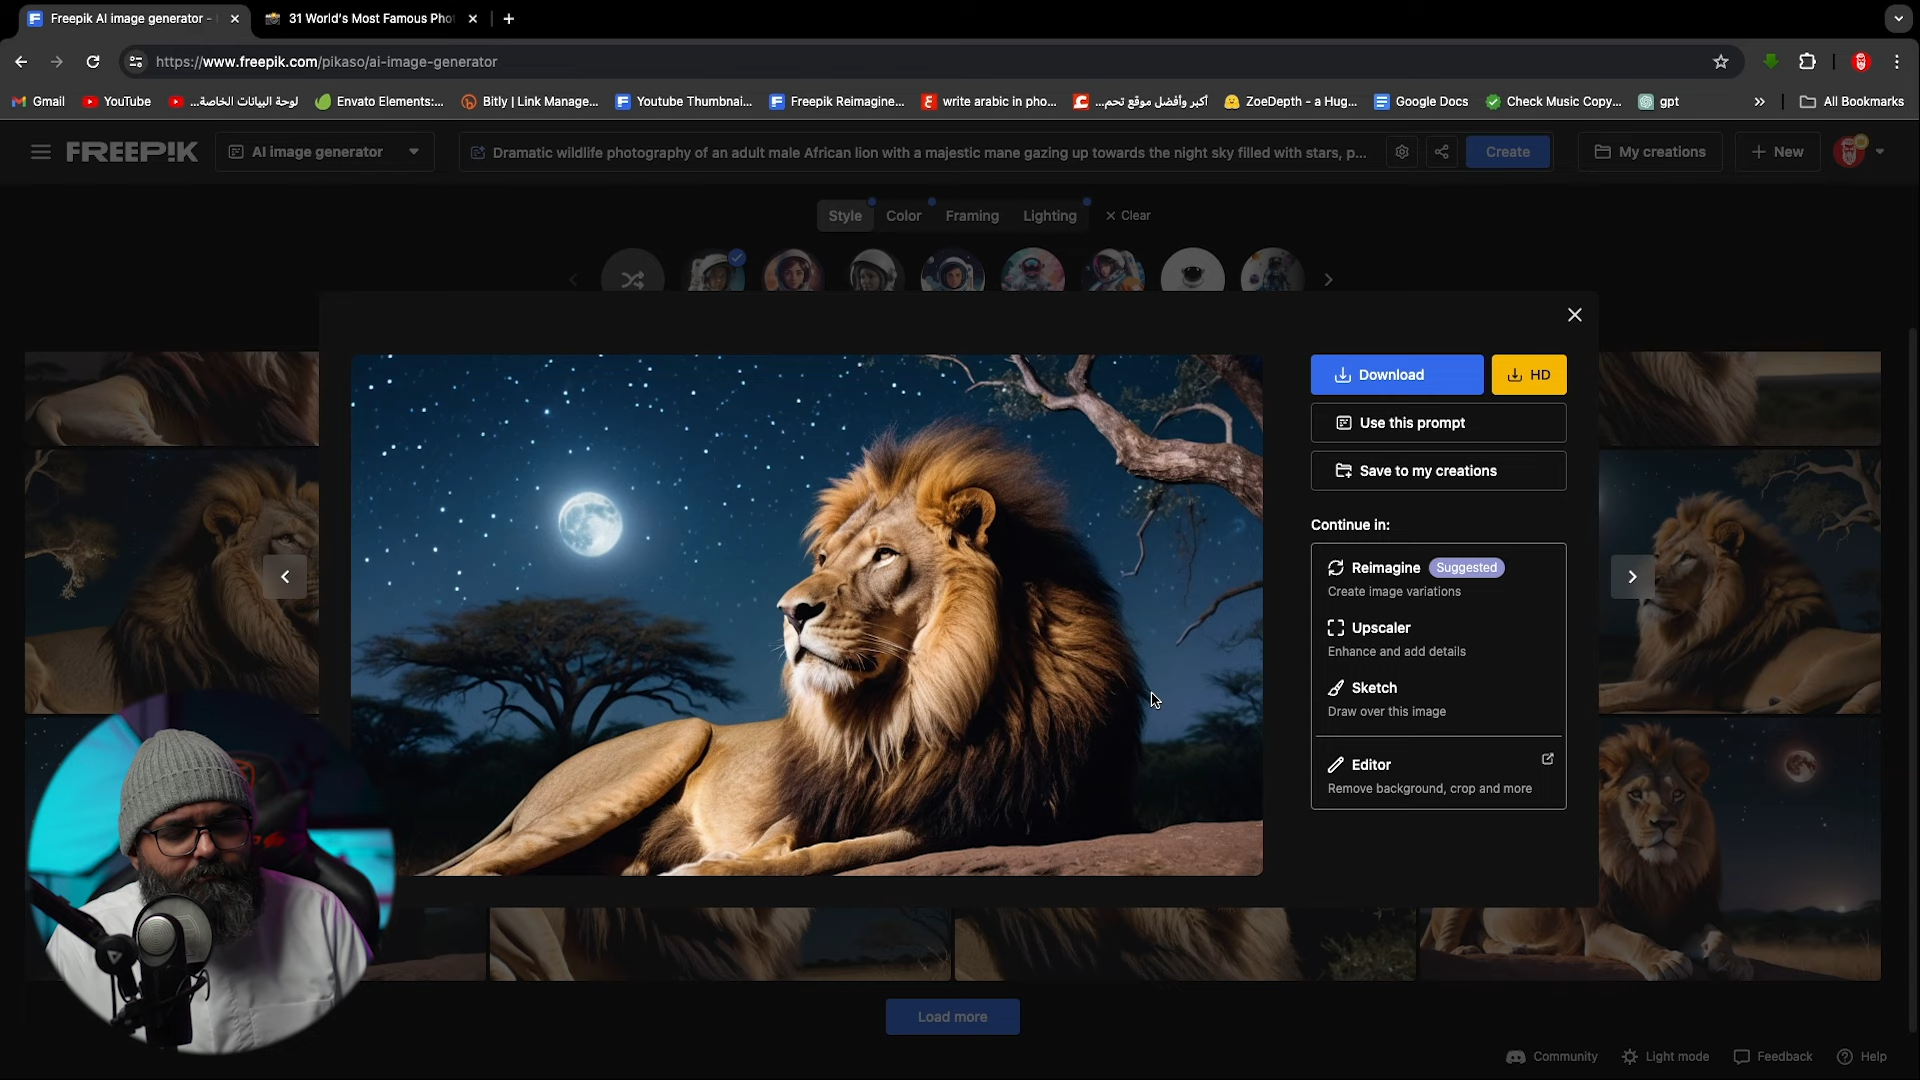 Freepik AI image generator -
31 World's Most Famous Pho
https://www.freepik.com/pikaso/ai-image-generator
Gmail
YouTube
لوحة البيانات الخاصة...
Envato Elements:...
Bitly | Link Manage...
Youtube Thumbnai...
Freepik Reimagine...
write arabic in pho...
أكبر وأفضل موقع تحم...
ZoeDepth - a Hug...
Google Docs
Check Music Copy...
gpt
»
All Bookmarks
FREEP!K
AI image generator
Dramatic wildlife photography of an adult male African lion with a majestic mane gazing up towards the night sky filled with stars, p...
Create
My creations
+ New
Style
Color
Framing
Lighting
Clear
Download
HD
Use this prompt
Save to my creations
Continue in:
Reimagine
Suggested
Create image variations
Upscaler
Enhance and add details
Sketch
Draw over this image
Editor
Remove background, crop and more
Load more
Community
Light mode
Feedback
Help